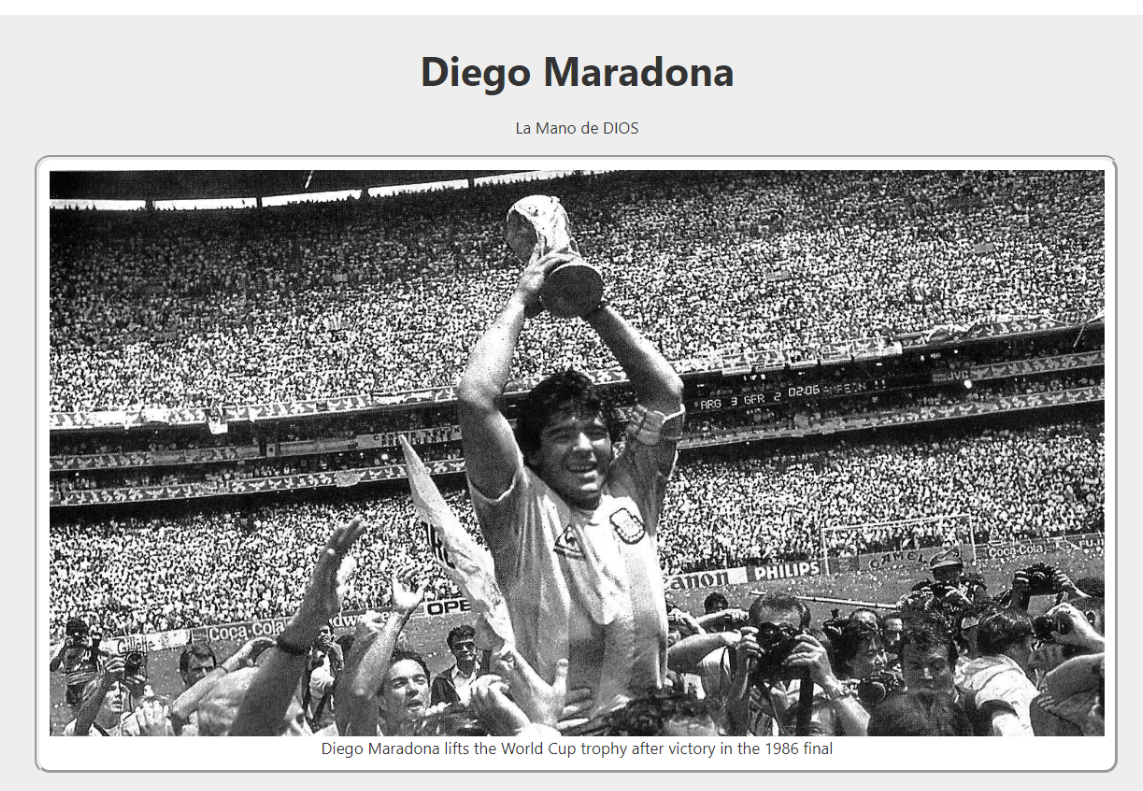 Diego Maradona
La Mano de DIOS
ARG 3 GFR 2 02:06
Gillette
Coca-Cola
OPE
anon
PHILIPS
CAMEL
Coca-Cola
Diego Maradona lifts the World Cup trophy after victory in the 1986 final